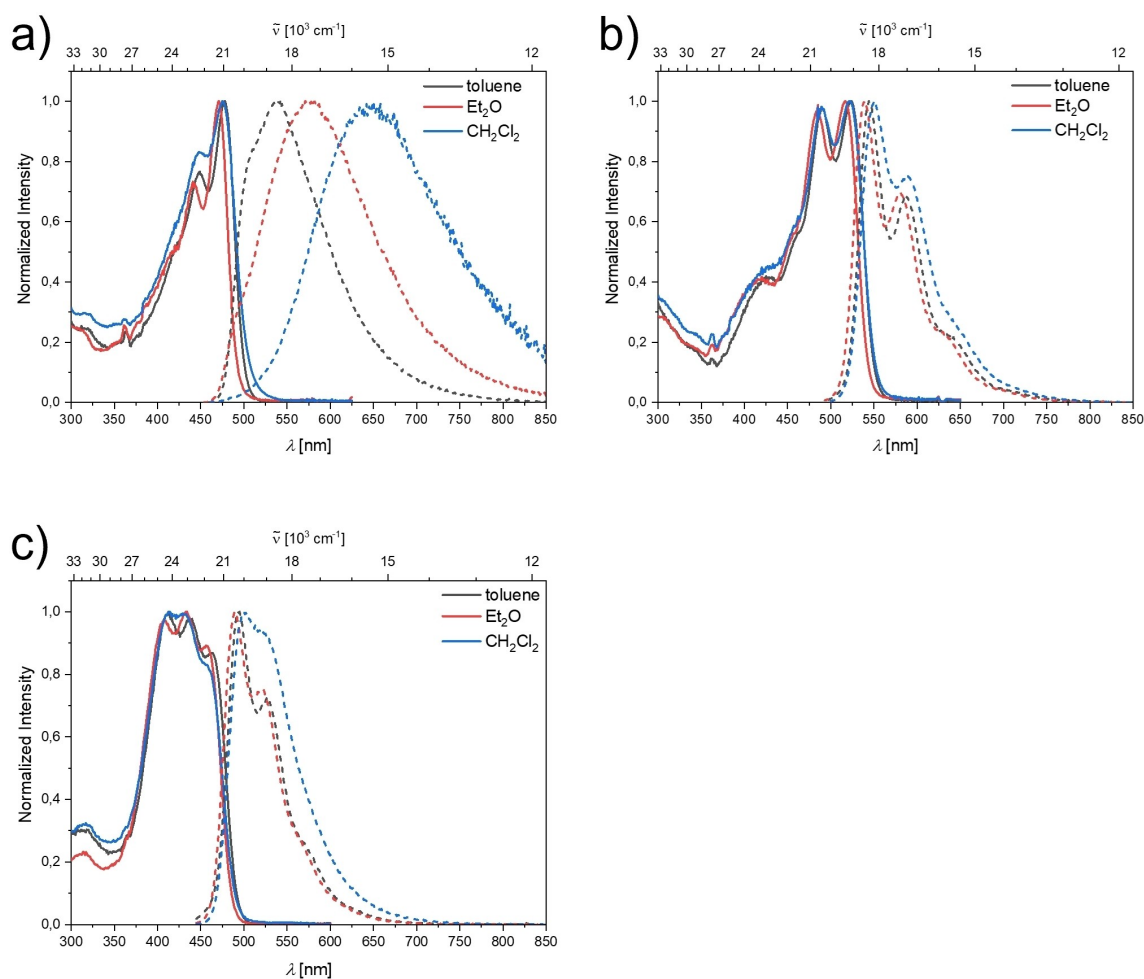 a)
ν̃ [10³ cm⁻¹]
33 30 27 24 21 18 15 12
1,0
0,8
0,6
0,4
0,2
0,0
Normalized Intensity
toluene
Et₂O
CH₂Cl₂
300 350 400 450 500 550 600 650 700 750 800 850
λ [nm]
b)
ν̃ [10³ cm⁻¹]
33 30 27 24 21 18 15 12
1,0
0,8
0,6
0,4
0,2
0,0
Normalized Intensity
toluene
Et₂O
CH₂Cl₂
300 350 400 450 500 550 600 650 700 750 800 850
λ [nm]
c)
ν̃ [10³ cm⁻¹]
33 30 27 24 21 18 15 12
1,0
0,8
0,6
0,4
0,2
0,0
Normalized Intensity
toluene
Et₂O
CH₂Cl₂
300 350 400 450 500 550 600 650 700 750 800 850
λ [nm]